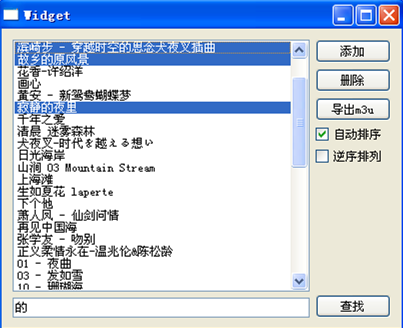 Widget
滨崎步 - 穿越时空的思念犬夜叉插曲
故乡的原风景
花香-许绍洋
画心
黄安 - 新鸳鸯蝴蝶梦
寂静的夜里
千年之爱
诸晨 迷雾森林
犬夜叉-时代を越える想い
日光海岸
山涧 03 Mountain Stream
上海滩
生如夏花 laperte
下个他
萧人凤 - 仙剑问情
再见中国海
张学友 - 吻别
正义柔情永在-温兆伦&陈松龄
01 - 夜曲
03 - 发如雪
10 - 珊瑚海
的
添加
删除
导出m3u
自动排序
逆序排列
查找